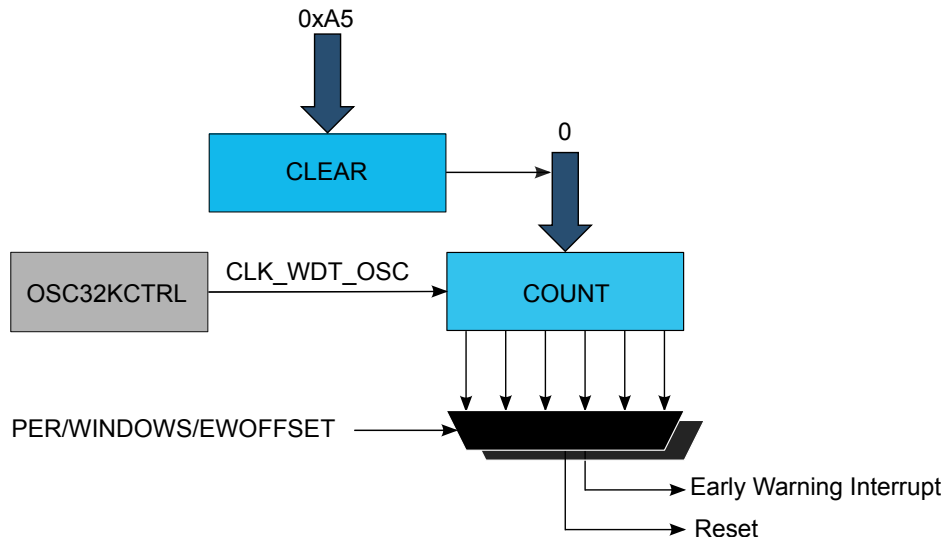 0xA5
CLEAR
0
OSC32KCTRL
CLK_WDT_OSC
COUNT
PER/WINDOWS/EWOFFSET
Early Warning Interrupt
Reset